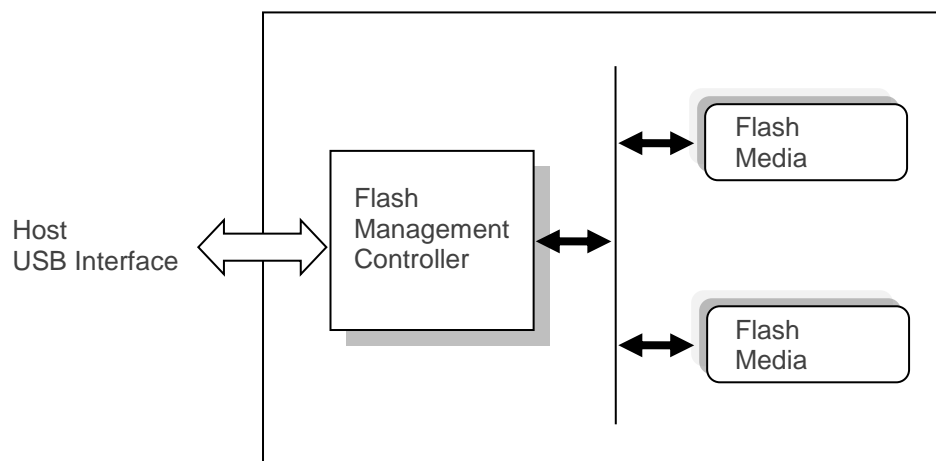 Host
USB Interface
Flash
Management
Controller
Flash
Media
Flash
Media